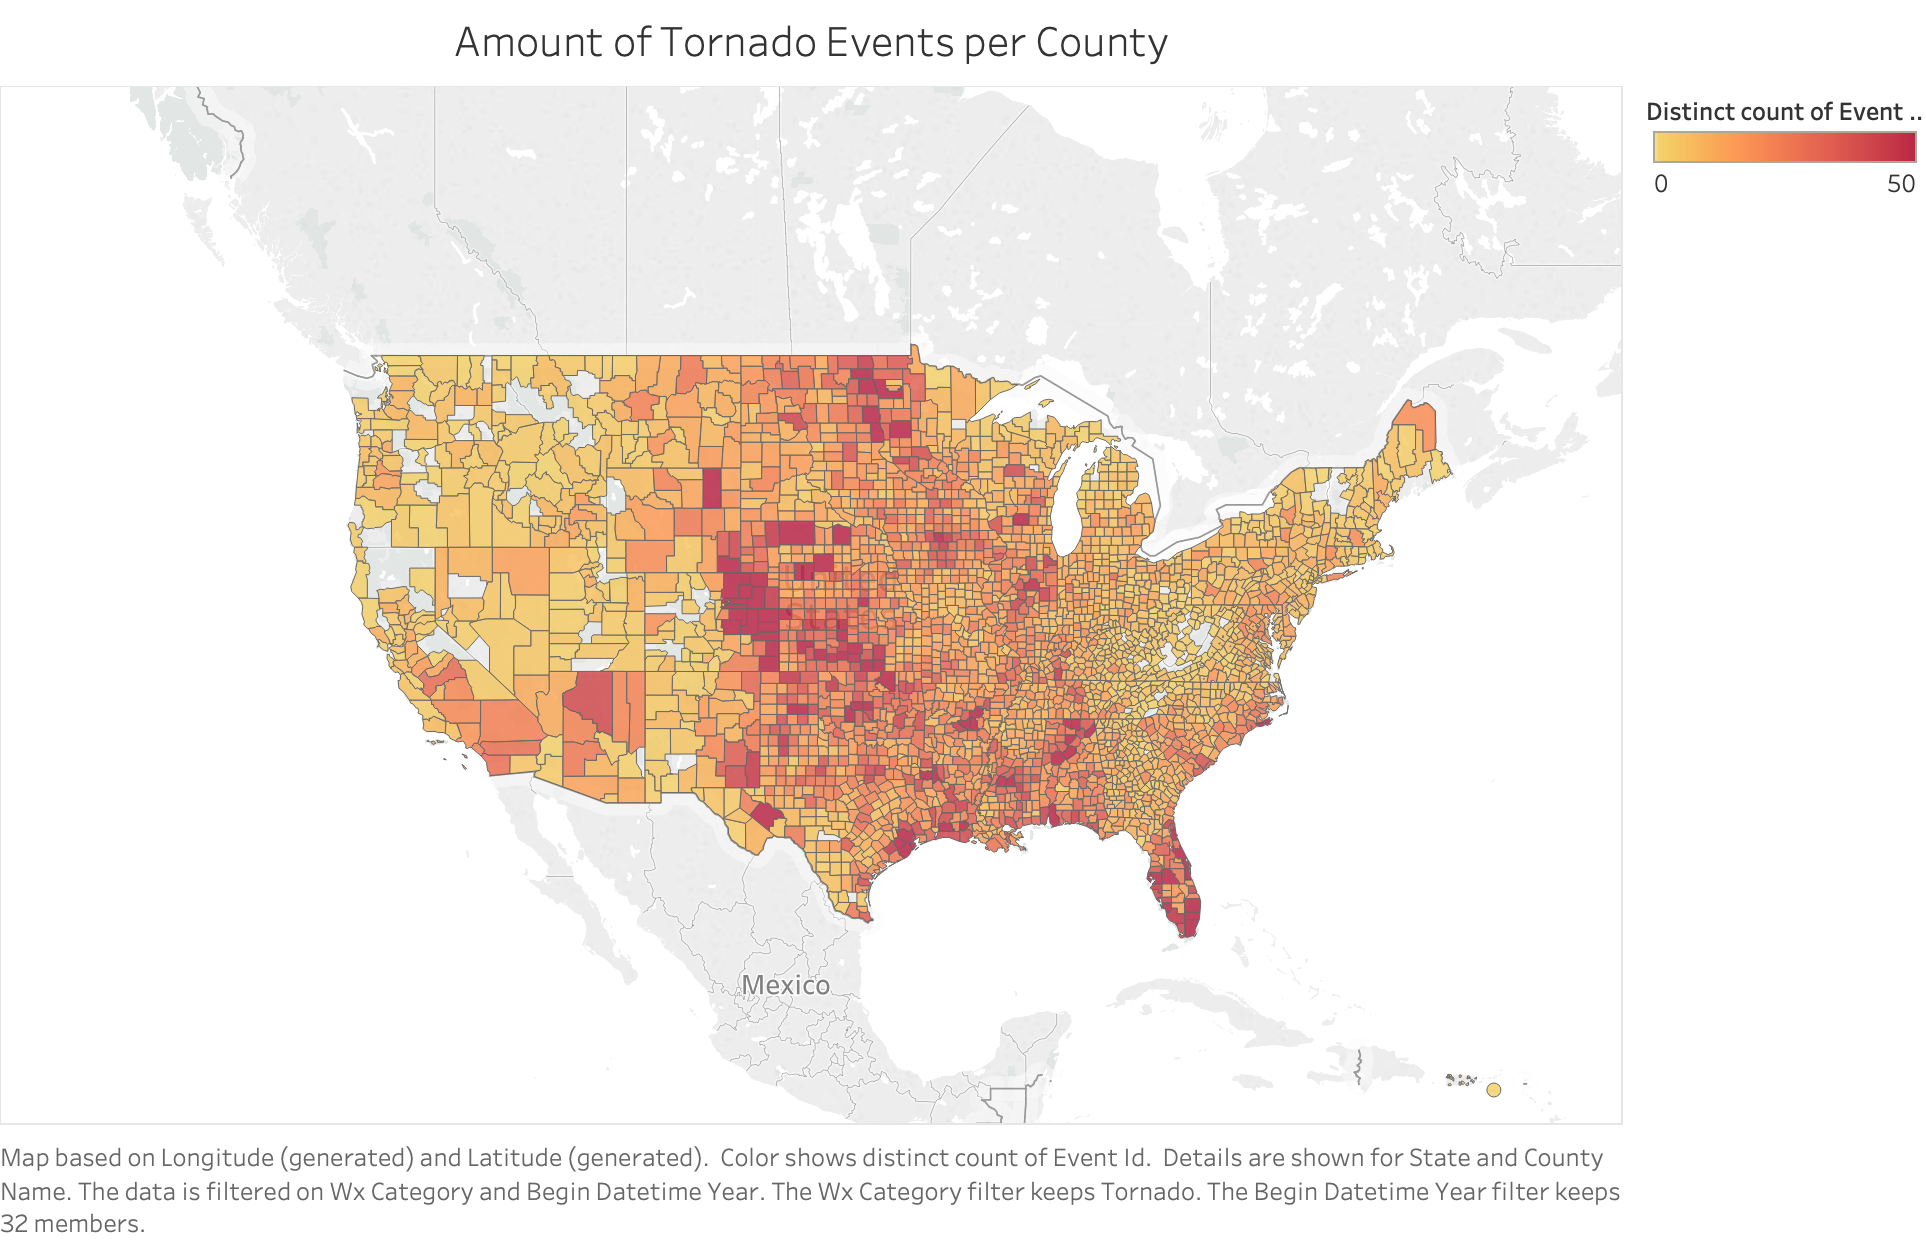 Amount of Tornado Events per County
Distinct count of Event ..
0 50
United
States
Mexico
Map based on Longitude (generated) and Latitude (generated).  Color shows distinct count of Event Id.  Details are shown for State and County
Name. The data is filtered on Wx Category and Begin Datetime Year. The Wx Category filter keeps Tornado. The Begin Datetime Year filter keeps
32 members.